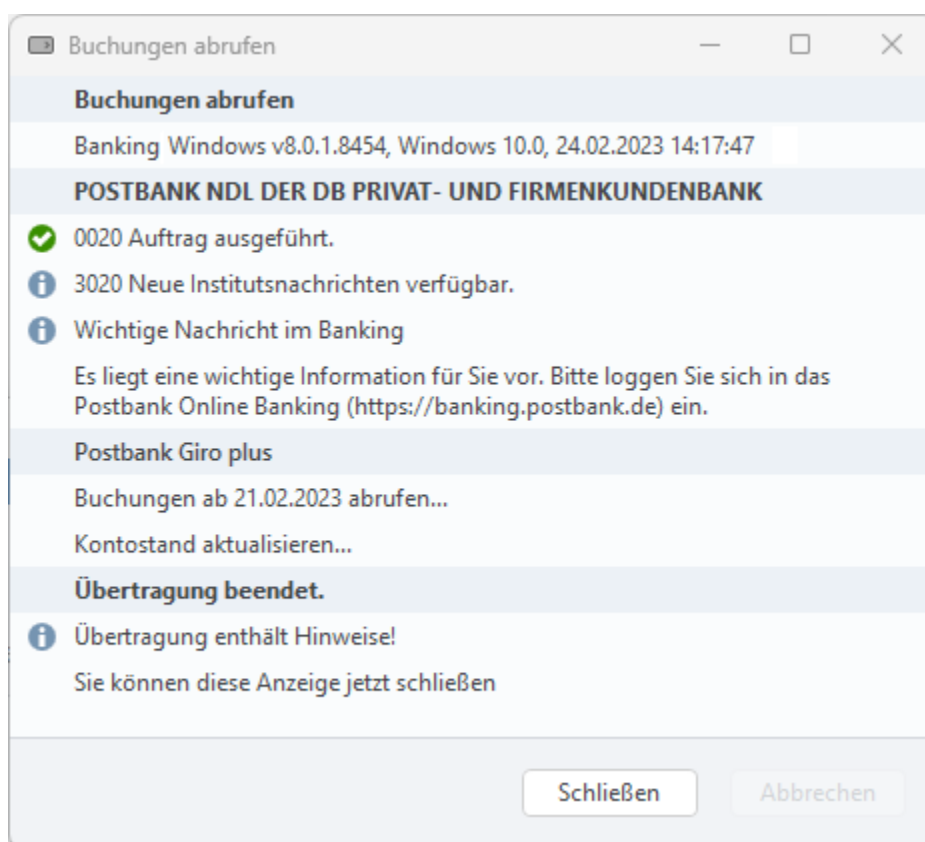 Buchungen abrufen
Buchungen abrufen
Banking Windows v8.0.1.8454, Windows 10.0, 24.02.2023 14:17:47
POSTBANK NDL DER DB PRIVAT- UND FIRMENKUNDENBANK
0020 Auftrag ausgeführt.
3020 Neue Institutsnachrichten verfügbar.
Wichtige Nachricht im Banking
Es liegt eine wichtige Information für Sie vor. Bitte loggen Sie sich in das
Postbank Online Banking (https://banking.postbank.de) ein.
Postbank Giro plus
Buchungen ab 21.02.2023 abrufen...
Kontostand aktualisieren...
Übertragung beendet.
Übertragung enthält Hinweise!
Sie können diese Anzeige jetzt schließen
Schließen
Abbrechen